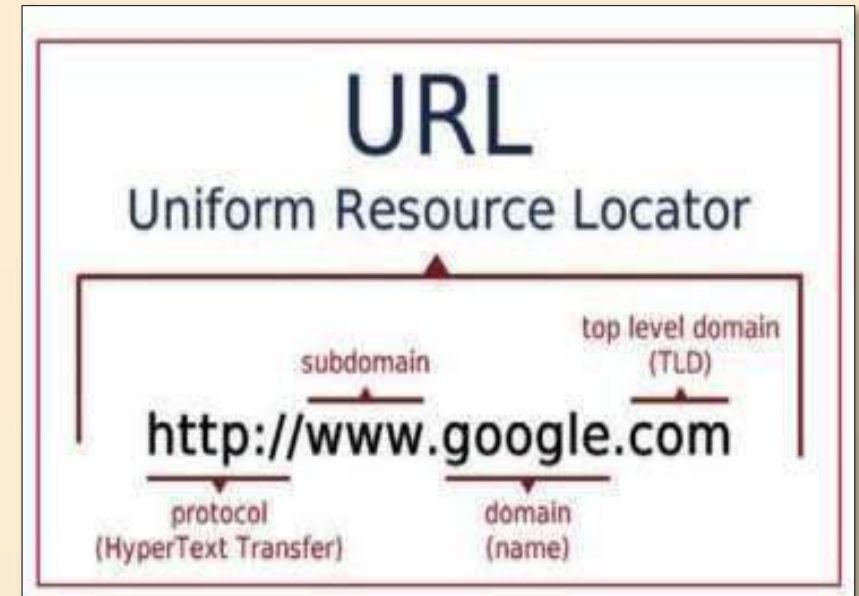 URL
Uniform Resource Locator
top level domain
(TLD)
subdomain
http://www.google.com
protocol
(HyperText Transfer)
domain
(name)